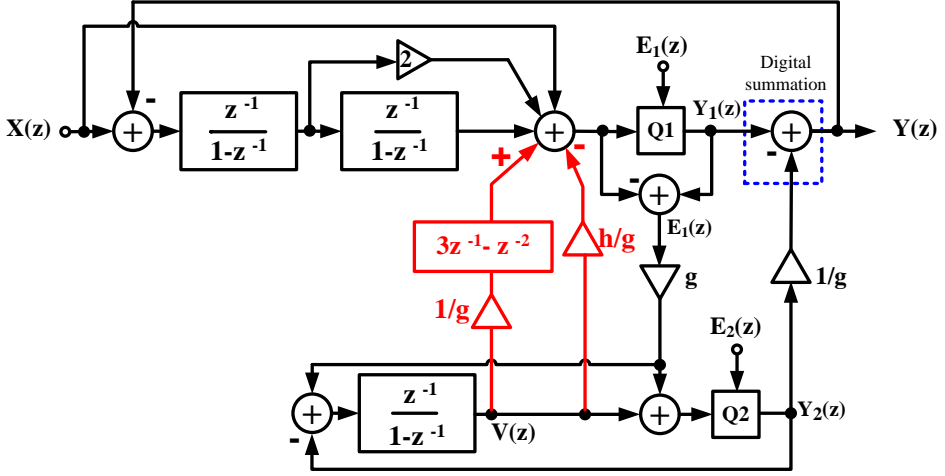 E₁(z)
Digital
summation
-
2
X(z)
+
z ⁻¹
1-z ⁻¹
z ⁻¹
1-z ⁻¹
+
Q1
Y₁(z)
+
-
Y(z)
+
-
-
+
E₁(z)
3z ⁻¹- z ⁻²
h/g
g
1/g
1/g
E₂(z)
+
-
z ⁻¹
1-z ⁻¹
V(z)
+
Q2
Y₂(z)